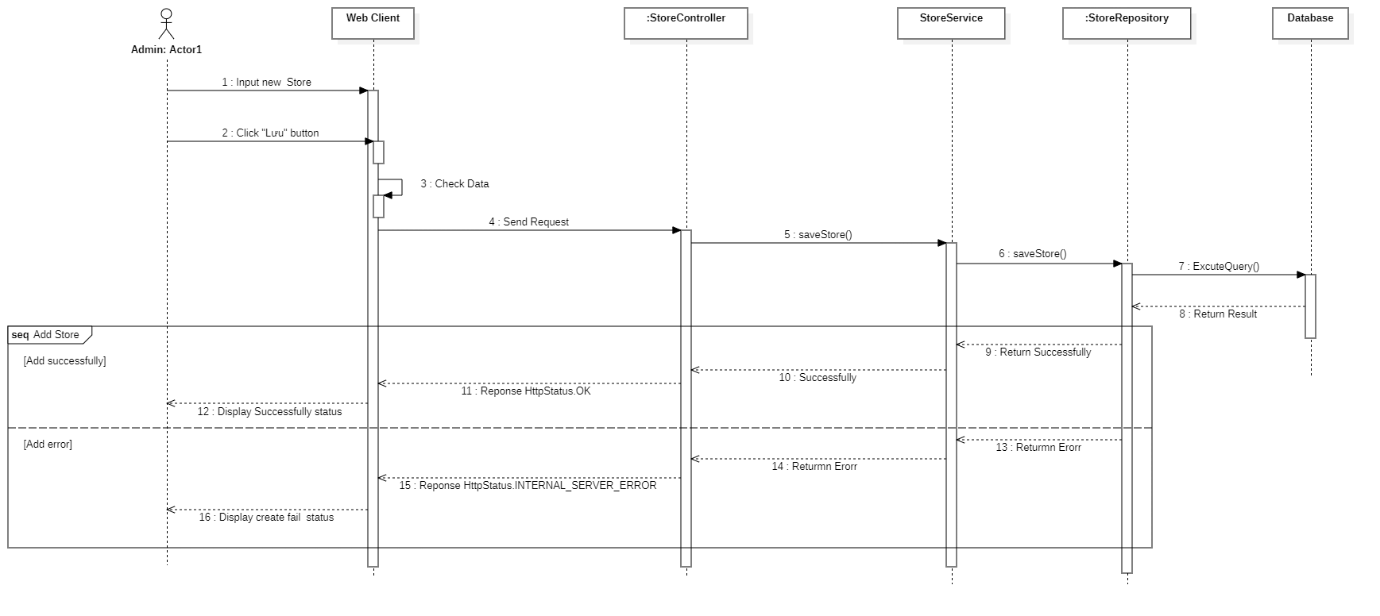 Admin: Actor1
Web Client
:StoreController
StoreService
:StoreRepository
Database
1 : Input new  Store
2 : Click "Lưu" button
3 : Check Data
4 : Send Request
5 : saveStore()
6 : saveStore()
7 : ExcuteQuery()
8 : Return Result
seq Add Store
[Add successfully]
9 : Return Successfully
10 : Successfully
11 : Reponse HttpStatus.OK
12 : Display Successfully status
[Add error]
13 : Returmn Erorr
14 : Returmn Erorr
15 : Reponse HttpStatus.INTERNAL_SERVER_ERROR
16 : Display create fail  status